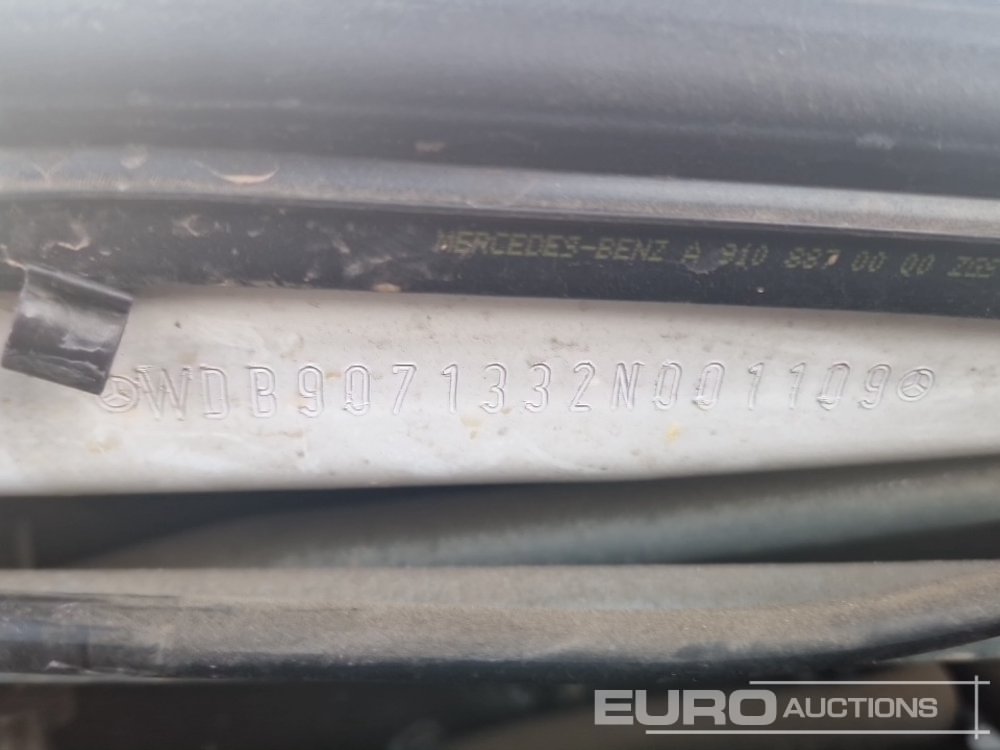 MERCEDES-BENZ A 910 887 00 00
WDB9071332N001109
EURO AUCTIONS